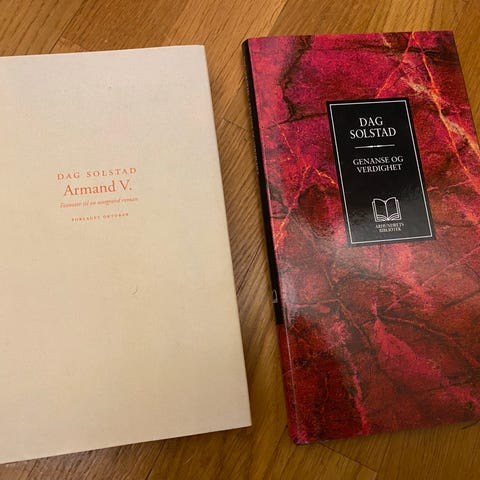 DAG SOLSTAD
Armand V.
Fotnoter til en uutgravd roman
FORLAGET OKTOBER
DAG
SOLSTAD
GENANSE OG
VERDIGHET
ÅRHUNDRETS
BIBLIOTEK